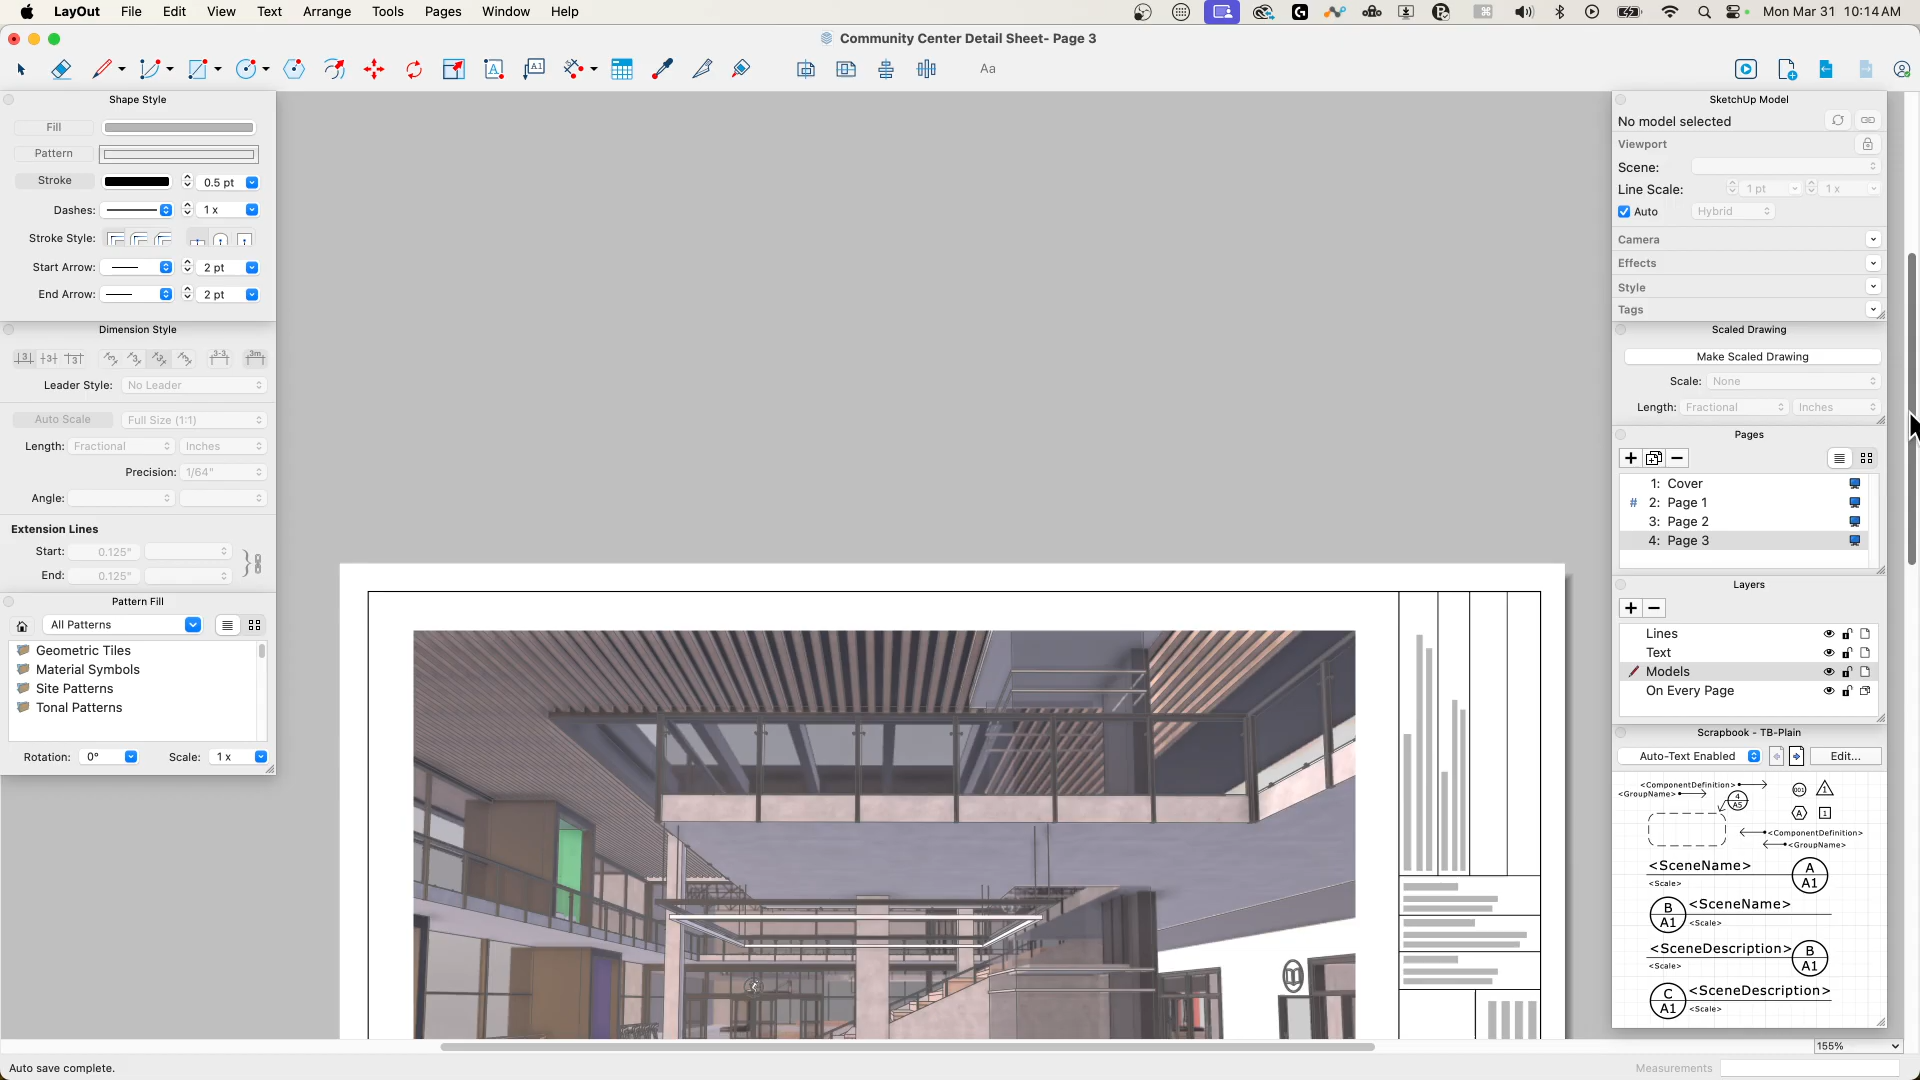 LayOut File Edit View Text Arrange Tools Pages Window Help
Mon Mar 31 10:14 AM
Community Center Detail Sheet- Page 3
A1
Aa
Shape Style
Fill
Pattern
Stroke 0.5 pt
Dashes: 1 x
Stroke Style:
Start Arrow: 2 pt
End Arrow: 2 pt
Dimension Style
Leader Style: No Leader
Auto Scale Full Size (1:1)
Length: Fractional Inches
Precision: 1/64"
Angle:
Extension Lines
Start: 0.125"
End: 0.125"
Pattern Fill
All Patterns
Geometric Tiles
Material Symbols
Site Patterns
Tonal Patterns
Rotation: 0° Scale: 1 x
SketchUp Model
No model selected
Viewport
Scene:
Line Scale: 1 pt 1 x
Auto Hybrid
Camera
Effects
Style
Tags
Scaled Drawing
Make Scaled Drawing
Scale: None
Length: Fractional Inches
Pages
1: Cover
# 2: Page 1
3: Page 2
4: Page 3
Layers
Lines
Text
Models
On Every Page
Scrapbook - TB-Plain
Auto-Text Enabled Edit...
<ComponentDefinition>
<GroupName>
4
A5
001 1
A 1
<ComponentDefinition>
<GroupName>
<SceneName> A
<Scale> A1
B <SceneName>
A1 <Scale>
<SceneDescription> B
<Scale> A1
C <SceneDescription>
A1 <Scale>
155%
Auto save complete.
Measurements